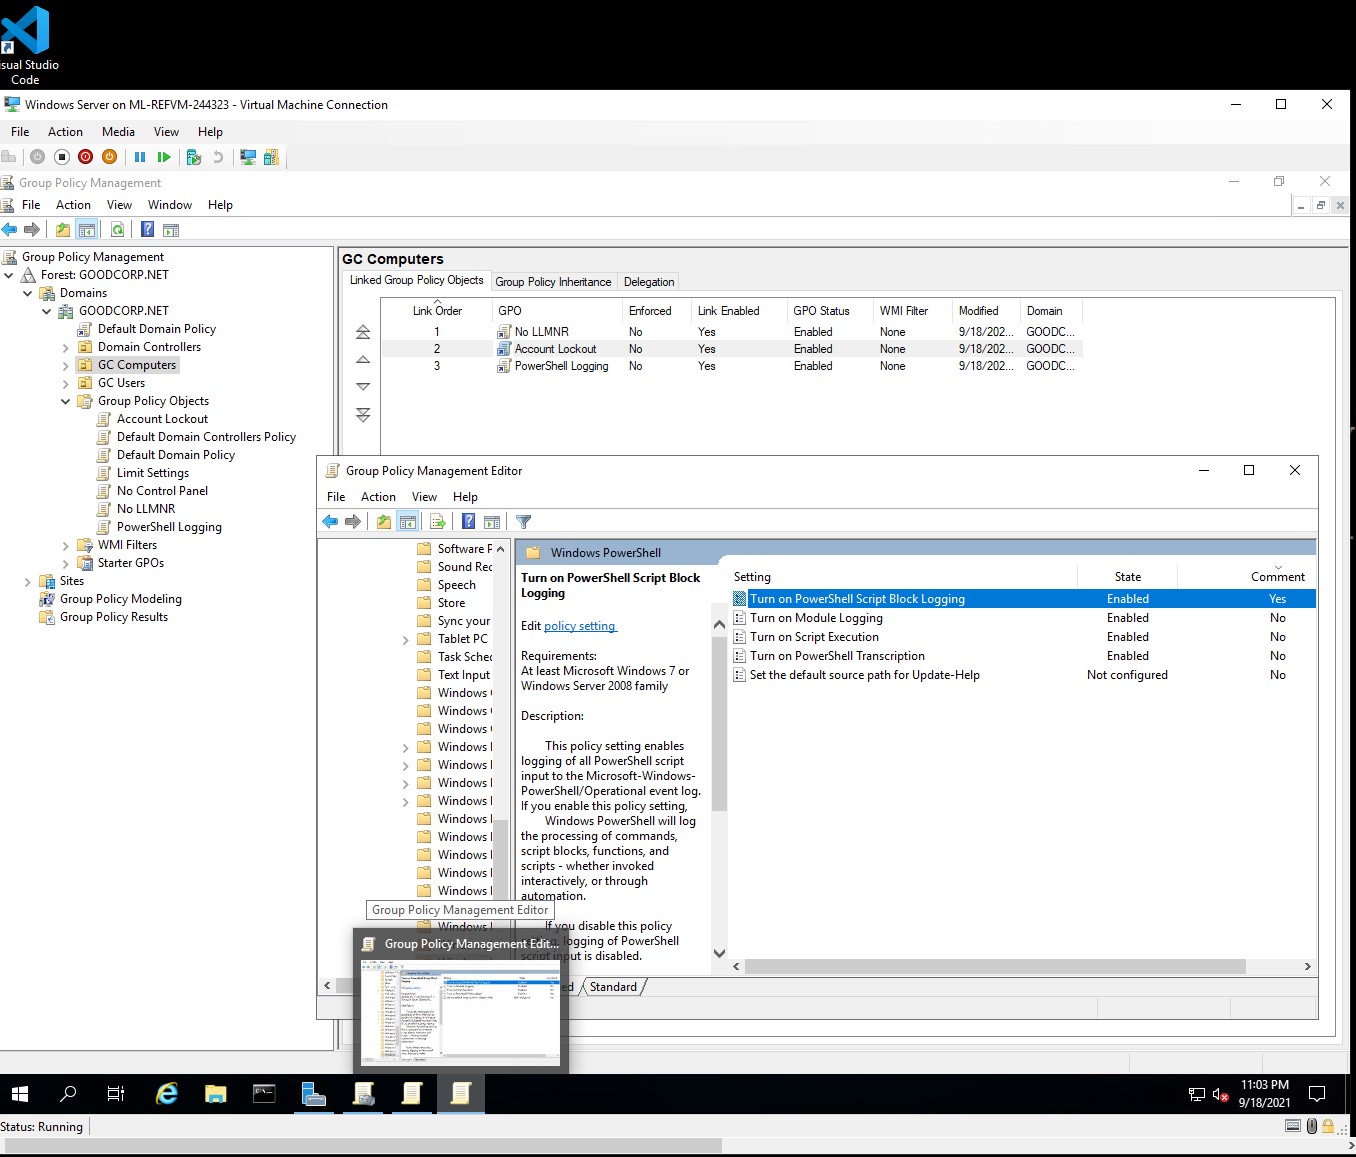 isual Studio
Code
Windows Server on ML-REFVM-244323 - Virtual Machine Connection
File Action Media View Help
Group Policy Management
File Action View Window Help
Group Policy Management
Forest: GOODCORP.NET
Domains
GOODCORP.NET
Default Domain Policy
Domain Controllers
GC Computers
GC Users
Group Policy Objects
Account Lockout
Default Domain Controllers Policy
Default Domain Policy
Limit Settings
No Control Panel
No LLMNR
PowerShell Logging
WMI Filters
Starter GPOs
Sites
Group Policy Modeling
Group Policy Results
GC Computers
Linked Group Policy Objects Group Policy Inheritance Delegation
Link Order GPO Enforced Link Enabled GPO Status WMI Filter Modified Domain
1 No LLMNR No Yes Enabled None 9/18/202... GOODC...
2 Account Lockout No Yes Enabled None 9/18/202... GOODC...
3 PowerShell Logging No Yes Enabled None 9/18/202... GOODC...
Group Policy Management Editor
File Action View Help
Software P
Sound Rec
Speech
Store
Sync your
Tablet PC
Task Sched
Text Input
Windows
Windows
Windows
Windows
Windows
Windows
Windows
Windows
Windows
Windows
Windows
Windows
Windows
Windows PowerShell
Turn on PowerShell Script Block
Logging
Edit policy setting
Requirements:
At least Microsoft Windows 7 or
Windows Server 2008 family
Description:
This policy setting enables
logging of all PowerShell script
input to the Microsoft-Windows-
PowerShell/Operational event log.
If you enable this policy setting,
Windows PowerShell will log
the processing of commands,
script blocks, functions, and
scripts - whether invoked
interactively, or through
automation.
If you disable this policy
logging of PowerShell
script input is disabled.
Setting State Comment
Turn on PowerShell Script Block Logging Enabled Yes
Turn on Module Logging Enabled No
Turn on Script Execution Enabled No
Turn on PowerShell Transcription Enabled No
Set the default source path for Update-Help Not configured No
Group Policy Management Editor
Group Policy Management Edit...
ed Standard
11:03 PM
9/18/2021
Status: Running